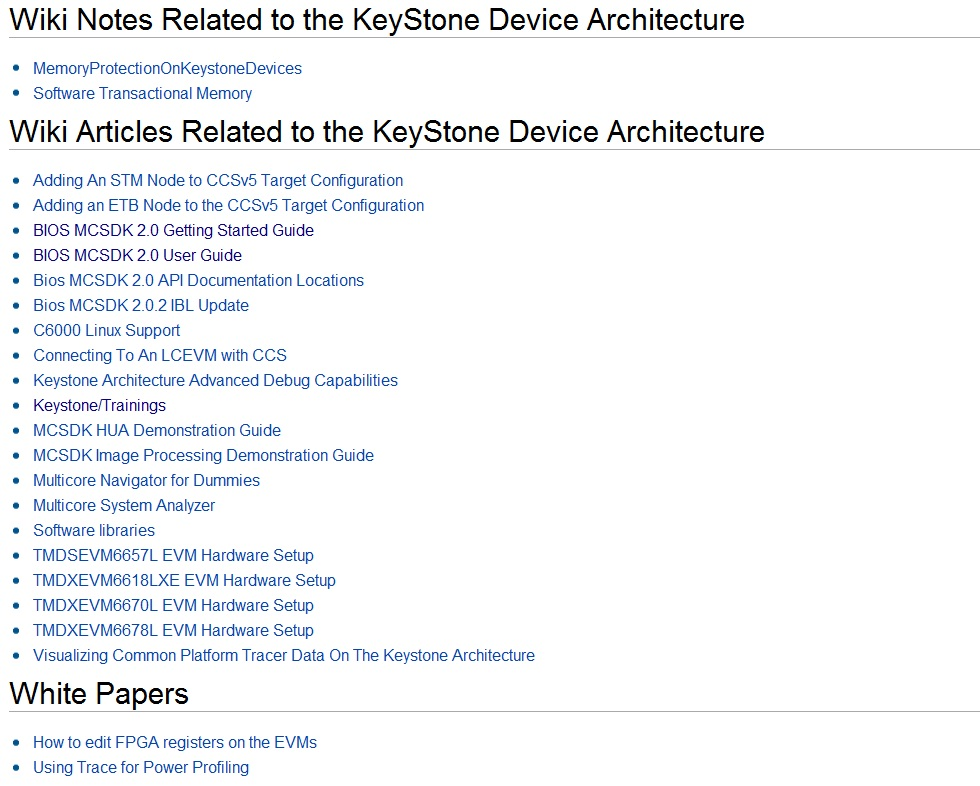 Wiki Notes Related to the KeyStone Device Architecture
MemoryProtectionOnKeystoneDevices
Software Transactional Memory
Wiki Articles Related to the KeyStone Device Architecture
Adding An STM Node to CCSv5 Target Configuration
Adding an ETB Node to the CCSv5 Target Configuration
BIOS MCSDK 2.0 Getting Started Guide
BIOS MCSDK 2.0 User Guide
Bios MCSDK 2.0 API Documentation Locations
Bios MCSDK 2.0.2 IBL Update
C6000 Linux Support
Connecting To An LCEVM with CCS
Keystone Architecture Advanced Debug Capabilities
Keystone/Trainings
MCSDK HUA Demonstration Guide
MCSDK Image Processing Demonstration Guide
Multicore Navigator for Dummies
Multicore System Analyzer
Software libraries
TMDSEVM6657L EVM Hardware Setup
TMDXEVM6618LXE EVM Hardware Setup
TMDXEVM6670L EVM Hardware Setup
TMDXEVM6678L EVM Hardware Setup
Visualizing Common Platform Tracer Data On The Keystone Architecture
White Papers
How to edit FPGA registers on the EVMs
Using Trace for Power Profiling